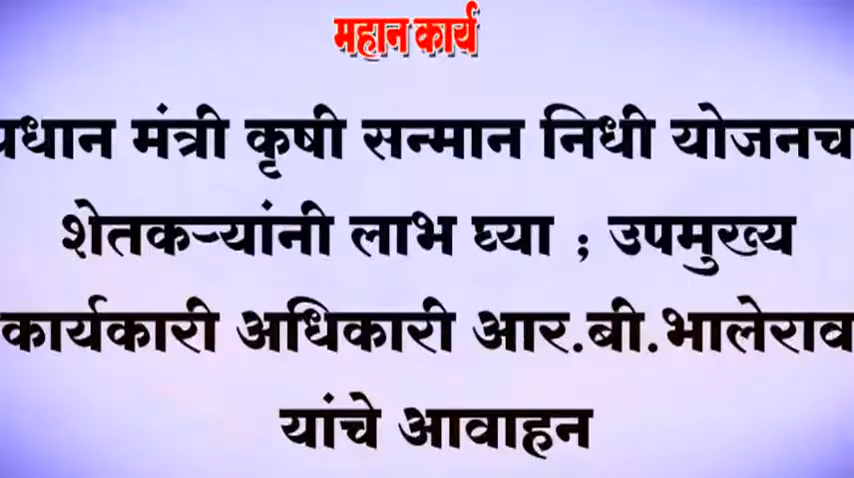 महान कार्य
प्रधान मंत्री कृषी सन्मान निधी योजनच
शेतकऱ्यांनी लाभ घ्या ; उपमुख्य
कार्यकारी अधिकारी आर.बी.भालेराव
यांचे आवाहन